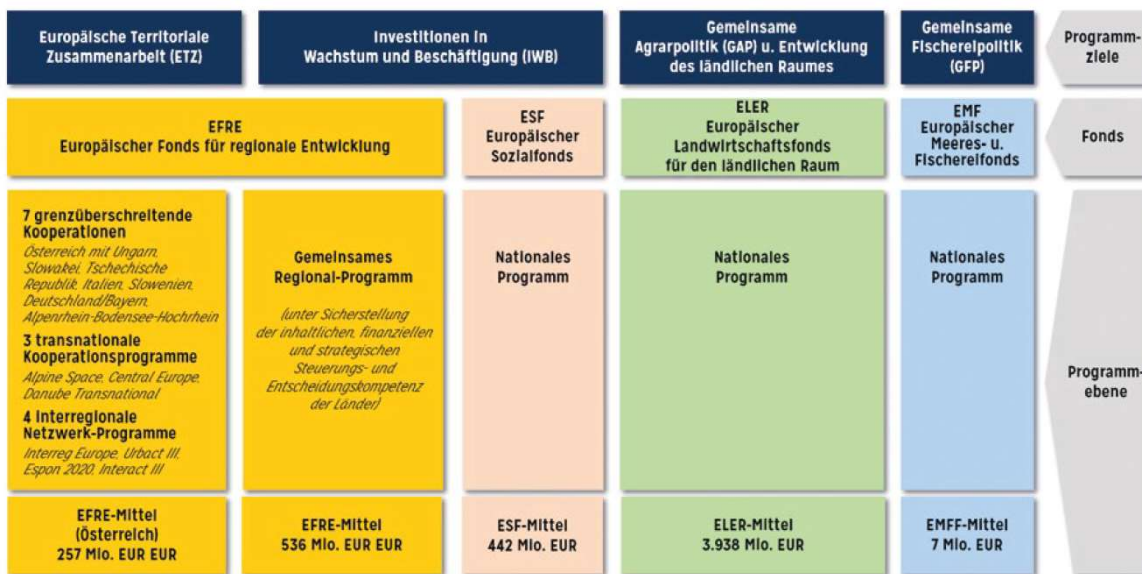 Europäische Territoriale
Zusammenarbeit (ETZ)
Investitionen in
Wachstum und Beschäftigung (IWB)
Gemeinsame
Agrarpolitik (GAP) u. Entwicklung
des ländlichen Raumes
Gemeinsame
Fischereipolitik
(GFP)
Programm-
ziele
EFRE
Europäischer Fonds für regionale Entwicklung
ESF
Europäischer
Sozialfonds
ELER
Europäischer
Landwirtschaftsfonds
für den ländlichen Raum
EMF
Europäischer
Meeres- u.
Fischereifonds
Fonds
7 grenzüberschreitende
Kooperationen
Österreich mit Ungarn,
Slowakei, Tschechische
Republik, Italien, Slowenien,
Deutschland/Bayern,
Alpenrhein-Bodensee-Hochrhein
3 transnationale
Kooperationsprogramme
Alpine Space, Central Europe,
Danube Transnational
4 Interregionale
Netzwerk-Programme
Interreg Europe, Urbact III,
Espon 2020, Interact III
Gemeinsames
Regional-Programm
(unter Sicherstellung
der inhaltlichen, finanziellen
und strategischen
Steuerungs- und
Entscheidungskompetenz
der Länder)
Nationales
Programm
Nationales
Programm
Nationales
Programm
Programm-
ebene
EFRE-Mittel
(Österreich)
257 Mio. EUR EUR
EFRE-Mittel
536 Mio. EUR EUR
ESF-Mittel
442 Mio. EUR
ELER-Mittel
3.938 Mio. EUR
EMFF-Mittel
7 Mio. EUR